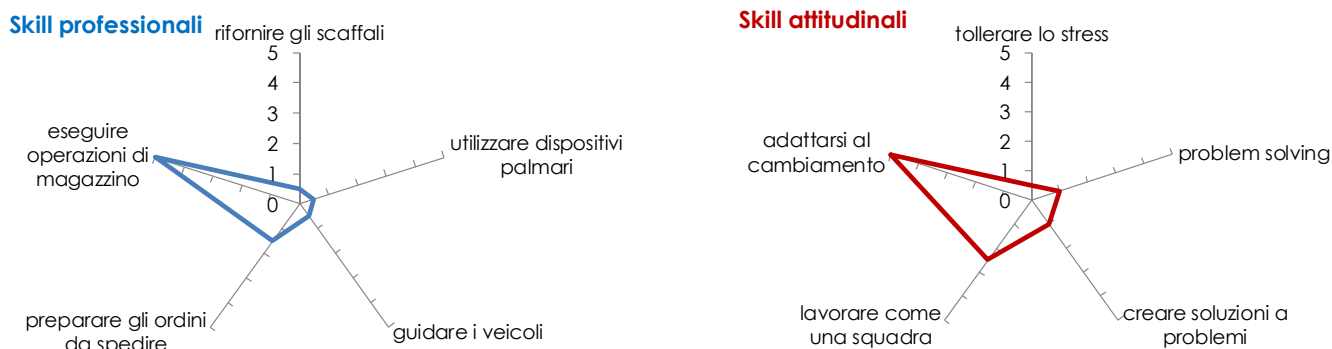 Skill professionali
rifornire gli scaffali
5
4
3
2
1
0
eseguire
operazioni di
magazzino
utilizzare dispositivi
palmari
preparare gli ordini
da spedire
guidare i veicoli
Skill attitudinali
tollerare lo stress
5
4
3
2
1
0
adattarsi al
cambiamento
problem solving
lavorare come
una squadra
creare soluzioni a
problemi